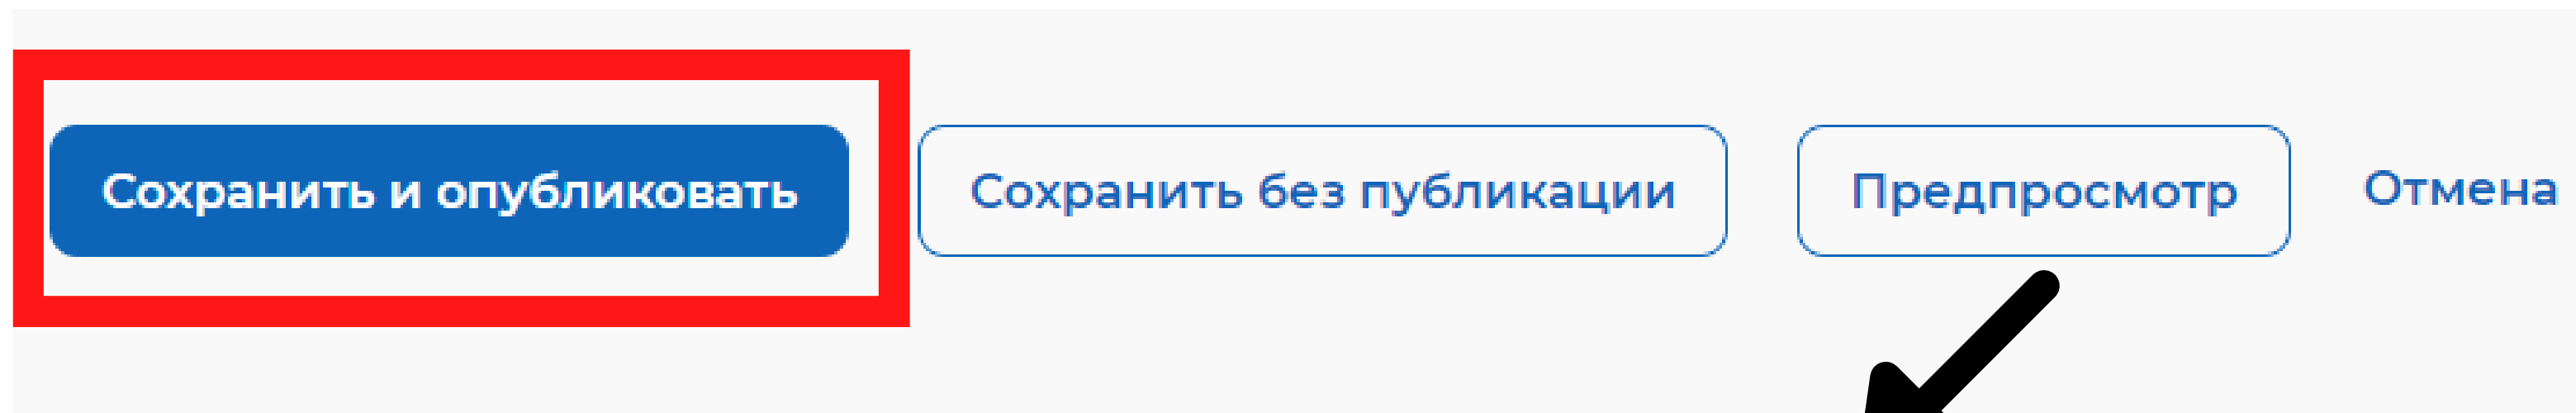 Сохранить и опубликовать Сохранить без публикации Предпросмотр Отмена